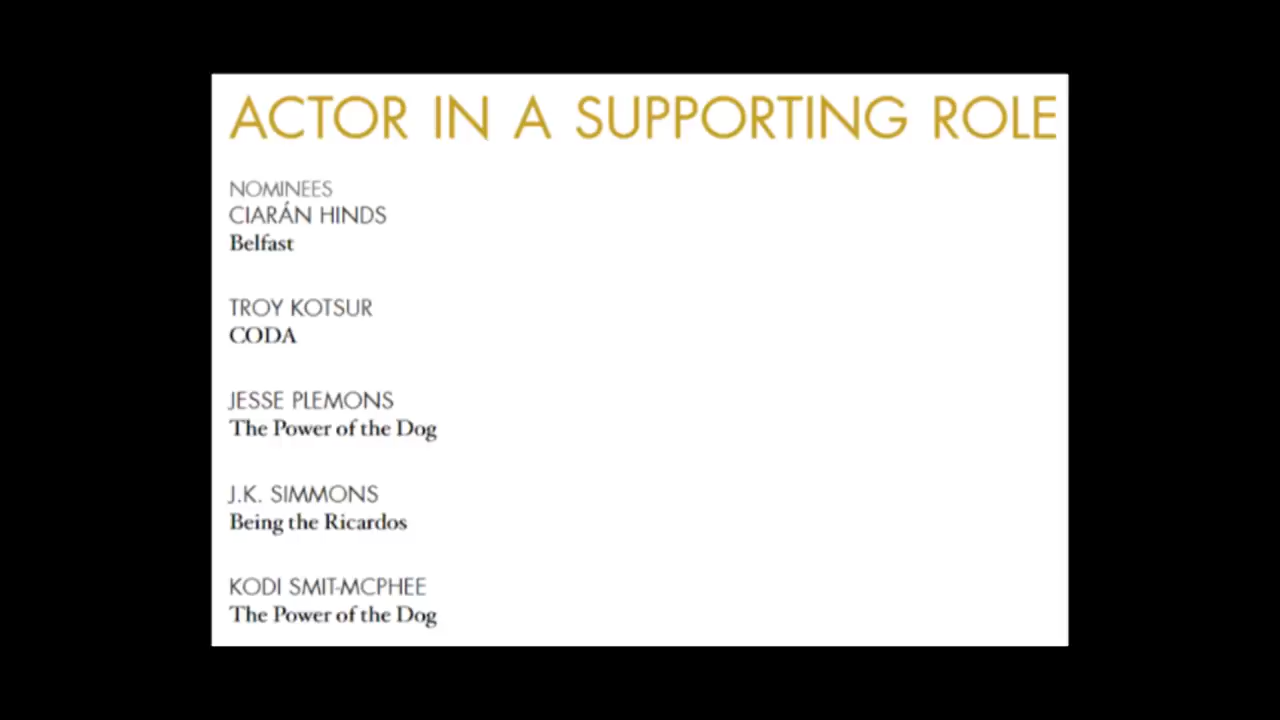 ACTOR IN A SUPPORTING ROLE
NOMINEES
CIARÁN HINDS
Belfast
TROY KOTSUR
CODA
JESSE PLEMONS
The Power of the Dog
J.K. SIMMONS
Being the Ricardos
KODI SMIT-MCPHEE
The Power of the Dog